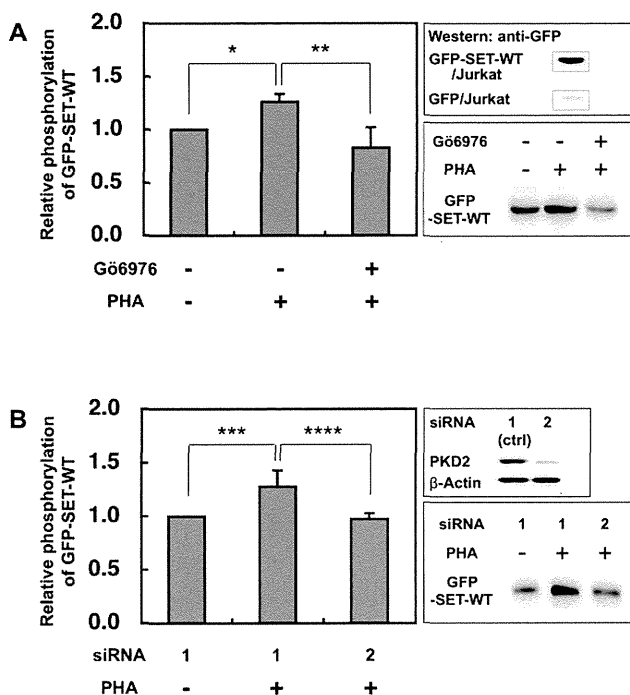 A
Relative phosphorylation
of GFP-SET-WT
2.0
1.5
1.0
0.5
0.0
*
**
Gö6976 - - +
PHA - + +
Western: anti-GFP
GFP-SET-WT
/Jurkat
GFP/Jurkat
Gö6976 - - +
PHA - + +
GFP
-SET-WT
B
Relative phosphorylation
of GFP-SET-WT
2.0
1.5
1.0
0.5
0.0
***
****
siRNA 1 1 2
PHA - + +
siRNA 1 2
(ctrl)
PKD2
β-Actin
siRNA 1 1 2
PHA - + +
GFP
-SET-WT